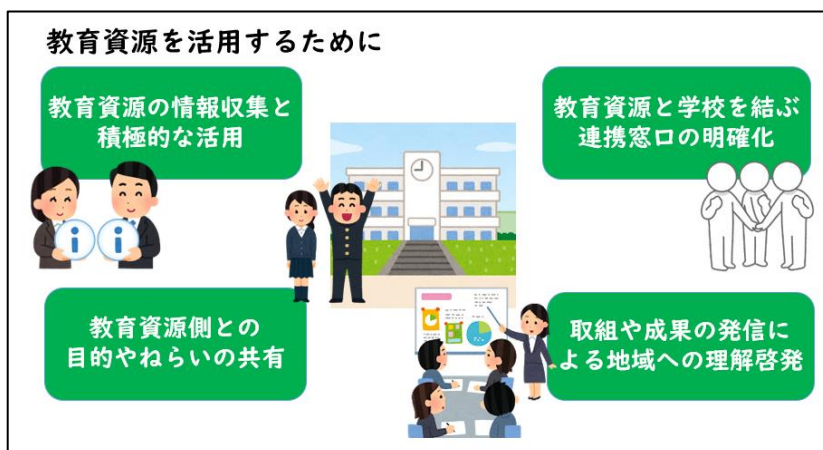 教育資源を活用するために
教育資源の情報収集と
積極的な活用
教育資源と学校を結ぶ
連携窓口の明確化
教育資源側との
目的やねらいの共有
取組や成果の発信に
よる地域への理解啓発